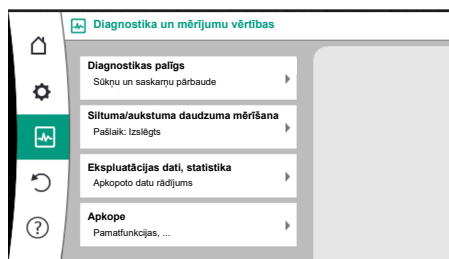 Diagnostika un mērījumu vērtības
Diagnostikas palīgs
Sūkņu un saskarņu pārbaude
Siltuma/aukstuma daudzuma mērīšana
Pašlaik: Izslēgts
Ekspluatācijas dati, statistika
Apkopoto datu rādījums
Apkope
Pamatfunkcijas, ...
?